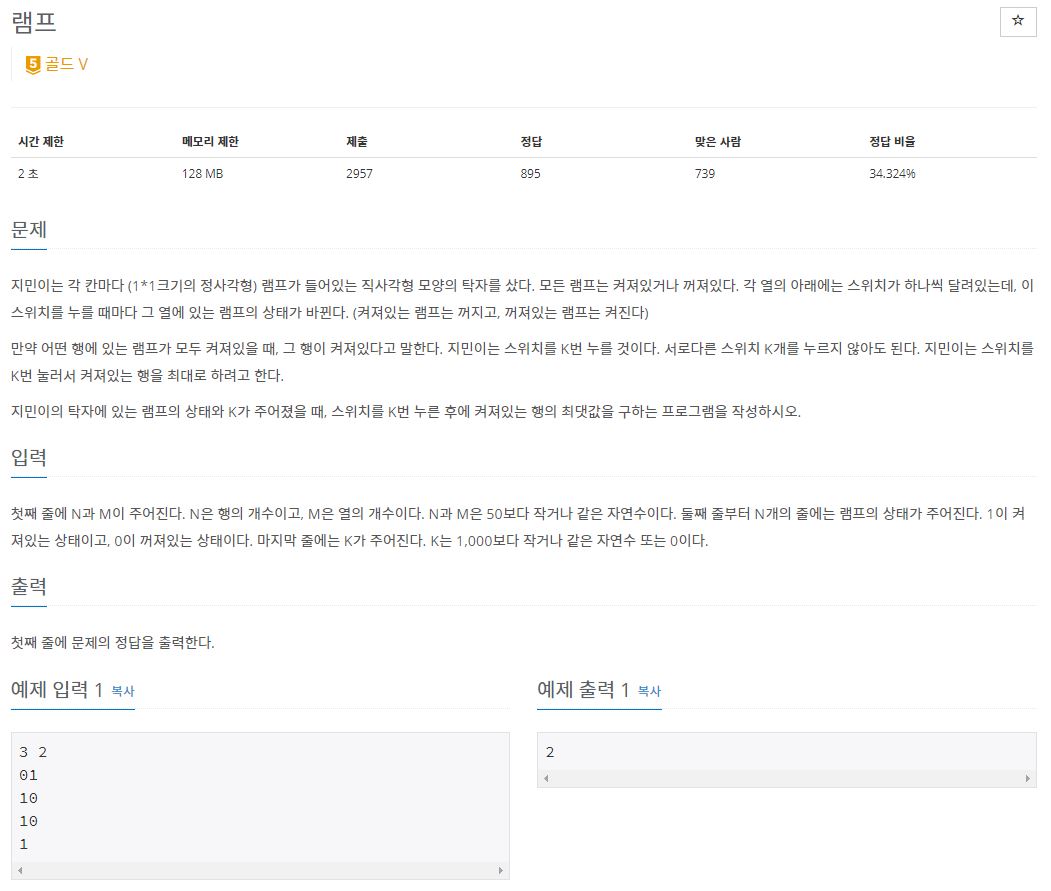 램프
☆
5 골드 V
시간 제한 메모리 제한 제출 정답 맞은 사람 정답 비율
2 초 128 MB 2957 895 739 34.324%
문제
지민이는 각 칸마다 (1*1크기의 정사각형) 램프가 들어있는 직사각형 모양의 탁자를 샀다. 모든 램프는 켜져있거나 꺼져있다. 각 열의 아래에는 스위치가 하나씩 달려있는데, 이
스위치를 누를 때마다 그 열에 있는 램프의 상태가 바뀐다. (켜져있는 램프는 꺼지고, 꺼져있는 램프는 켜진다)
만약 어떤 행에 있는 램프가 모두 켜져있을 때, 그 행이 켜져있다고 말한다. 지민이는 스위치를 K번 누를 것이다. 서로다른 스위치 K개를 누르지 않아도 된다. 지민이는 스위치를
K번 눌러서 켜져있는 행을 최대로 하려고 한다.
지민이의 탁자에 있는 램프의 상태와 K가 주어졌을 때, 스위치를 K번 누른 후에 켜져있는 행의 최댓값을 구하는 프로그램을 작성하시오.
입력
첫째 줄에 N과 M이 주어진다. N은 행의 개수이고, M은 열의 개수이다. N과 M은 50보다 작거나 같은 자연수이다. 둘째 줄부터 N개의 줄에는 램프의 상태가 주어진다. 1이 켜
져있는 상태이고, 0이 꺼져있는 상태이다. 마지막 줄에는 K가 주어진다. K는 1,000보다 작거나 같은 자연수 또는 0이다.
출력
첫째 줄에 문제의 정답을 출력한다.
예제 입력 1 복사
3 2
01
10
10
1
예제 출력 1 복사
2